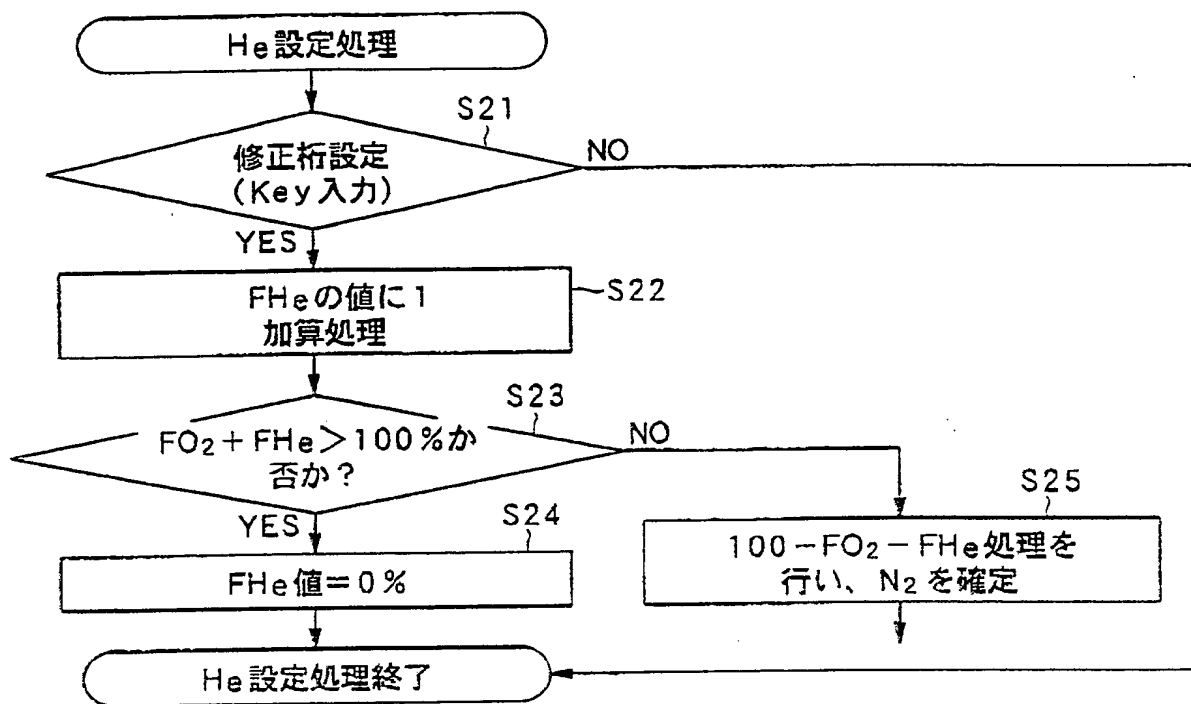 He設定処理
S21
修正桁設定
(Key入力)
NO
YES
FHeの値に1
加算処理
S22
S23
FO₂+FHe>100%か
否か?
NO
YES
S24
FHe値=0%
S25
100-FO₂-FHe処理を
行い、N₂を確定
He設定処理終了